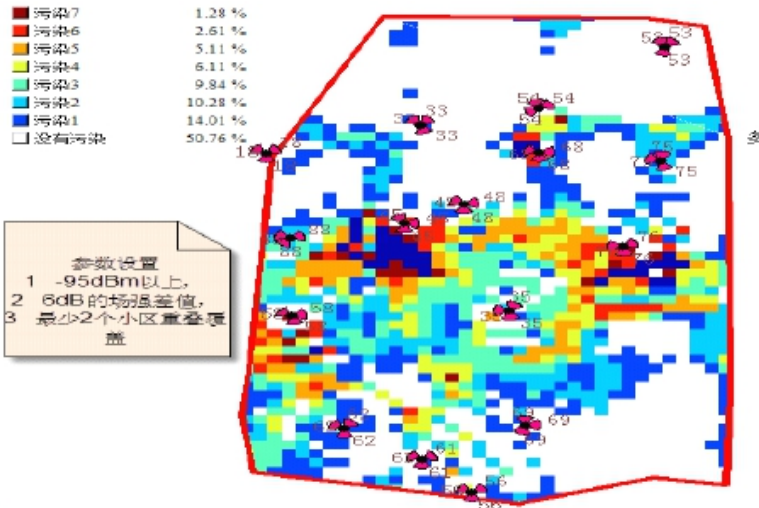 污染7 1.28 %
污染6 2.61 %
污染5 5.11 %
污染4 6.11 %
污染3 9.84 %
污染2 10.28 %
污染1 14.01 %
没有污染 50.76 %
参数设置
1 -95dBm以上,
2 6dB的场强差值,
3 最少2个小区重叠覆
盖
53
53
54 54
33
33
75
75
48
48
88
76
35
35
69
62
61